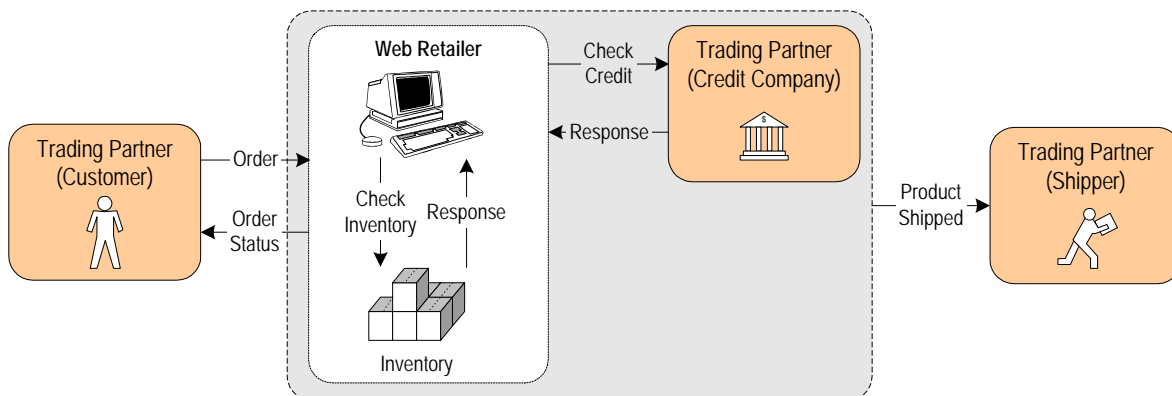 Web Retailer
Check
Credit
Response
Trading Partner
(Credit Company)
$
Trading Partner
(Customer)
Order
Order
Status
Check
Inventory
Response
Inventory
Product
Shipped
Trading Partner
(Shipper)